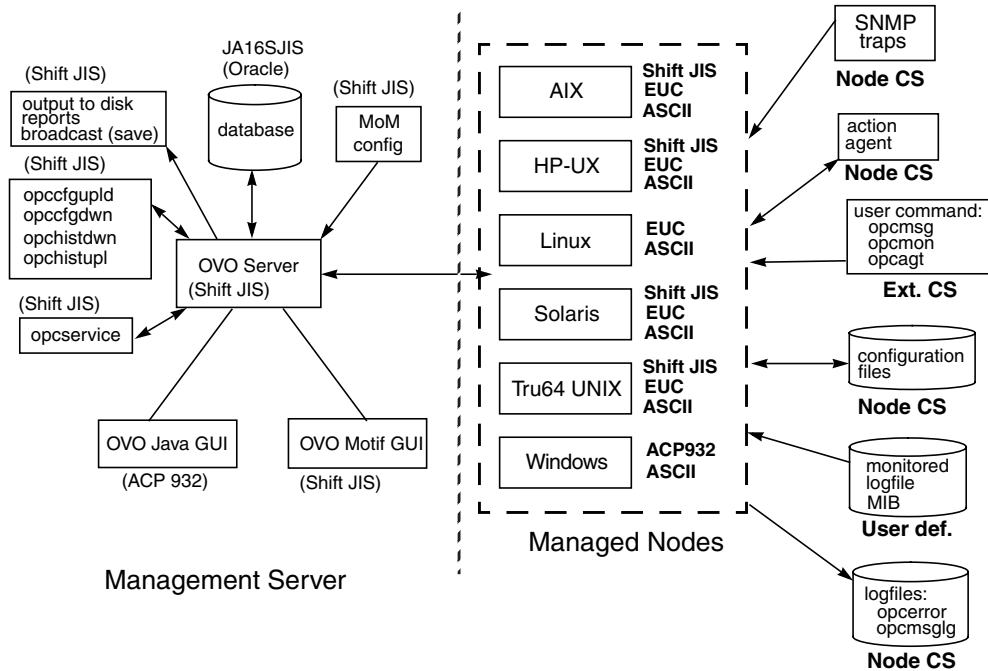 JA16SJIS
(Oracle)
(Shift JIS)
output to disk
reports
broadcast (save)
database
(Shift JIS)
MoM
config
(Shift JIS)
opccfgupld
opccfgdwn
opchistdwn
opchistupl
OVO Server
(Shift JIS)
(Shift JIS)
opcservice
OVO Java GUI
(ACP 932)
OVO Motif GUI
(Shift JIS)
Management Server
AIX
Shift JIS
EUC
ASCII
HP-UX
Shift JIS
EUC
ASCII
Linux
EUC
ASCII
Solaris
Shift JIS
EUC
ASCII
Tru64 UNIX
Shift JIS
EUC
ASCII
Windows
ACP932
ASCII
Managed Nodes
SNMP
traps
Node CS
action
agent
Node CS
user command:
opcmsg
opcmon
opcagt
Ext. CS
configuration
files
Node CS
monitored
logfile
MIB
User def.
logfiles:
opcerror
opcmsglg
Node CS